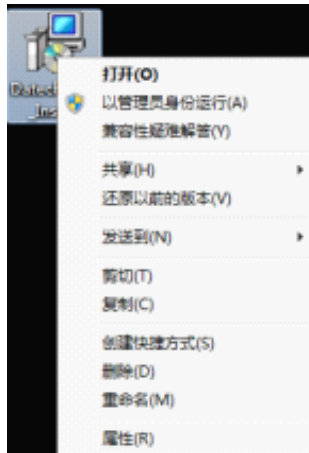 打开(O)
以管理员身份运行(A)
兼容性疑难解答(Y)
共享(H)
还原以前的版本(V)
发送到(N)
剪切(T)
复制(C)
创建快捷方式(S)
删除(D)
重命名(M)
属性(R)